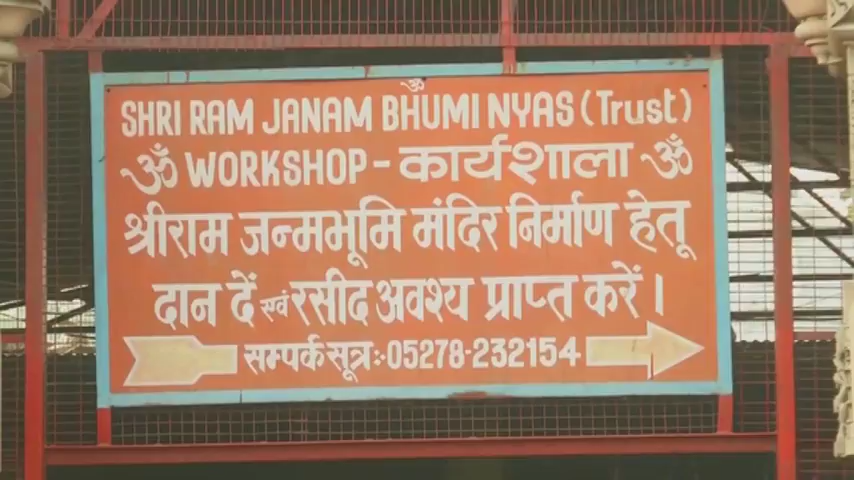 ॐ
SHRI RAM JANAM BHUMI NYAS (Trust)
ॐ WORKSHOP - कार्यशाला ॐ
श्रीराम जन्मभूमि मंदिर निर्माण हेतू
दान दें एवं रसीद अवश्य प्राप्त करें ।
सम्पर्क सूत्र:-05278-232154